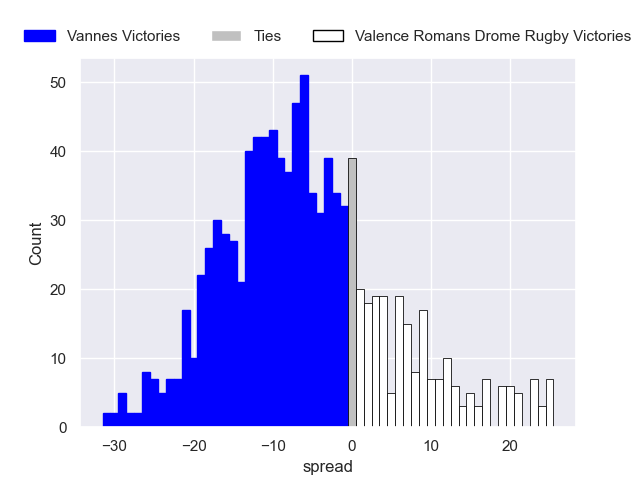 Vannes Victories Ties Valence Romans Drome Rugby Victories
50
40
30
20
10
0
Count
−30 −20 −10 0 10 20
spread